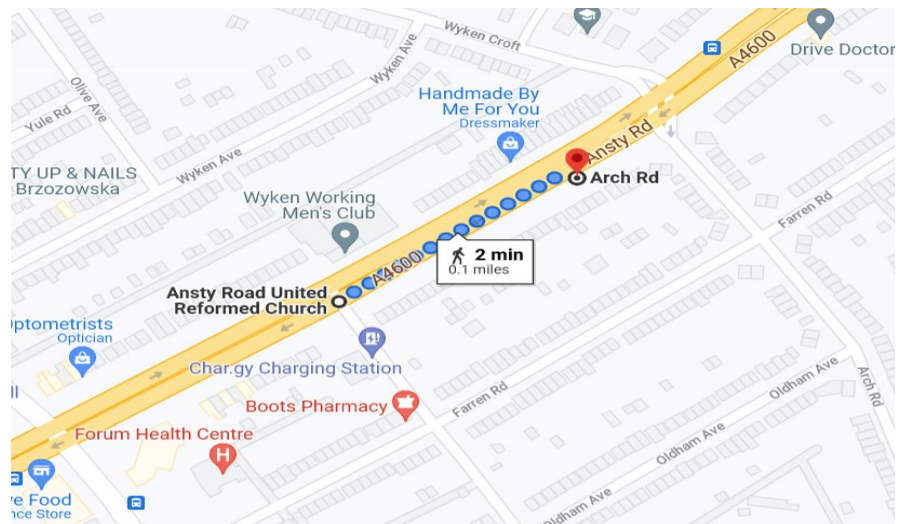 Wyken Croft
A4600
Drive Doctor
Wyken Ave
Olive Ave
Handmade By
Me For You
Dressmaker
Yule Rd
Ansty Rd
TY UP & NAILS
Brzozowska
Wyken Ave
Arch Rd
Wyken Working
Men's Club
Farren Rd
2 min
0.1 miles
A4600
Ansty Road United
Reformed Church
ptometrists
Optician
Char.gy Charging Station
Oldham Ave
Arch Rd
ll
Boots Pharmacy
Farren Rd
Forum Health Centre
H
Oldham Ave
ve Food
nce Store
dham Ave